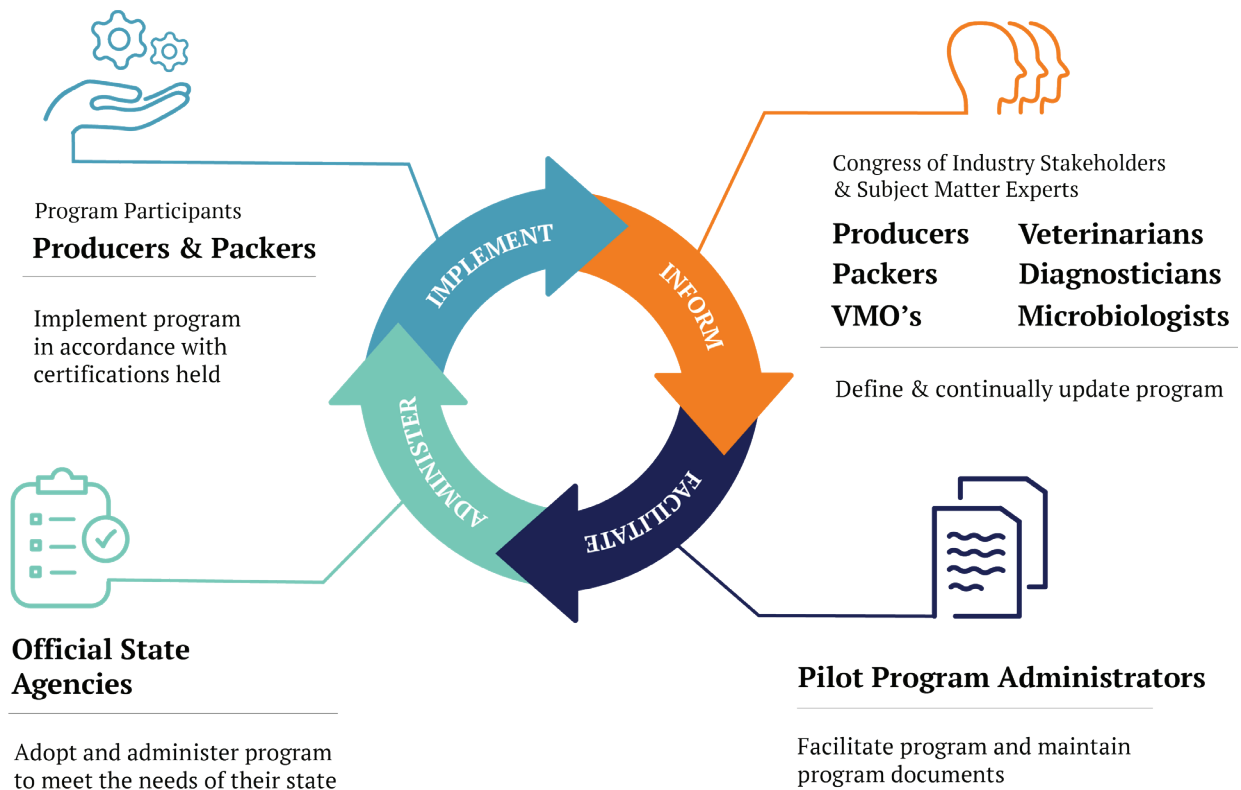 Program Participants
Producers & Packers
Implement program
in accordance with
certifications held
IMPLEMENT
INFORM
FACILITATE
ADMINISTER
Congress of Industry Stakeholders
& Subject Matter Experts
Producers Veterinarians
Packers Diagnosticians
VMO’s Microbiologists
Define & continually update program
Official State
Agencies
Adopt and administer program
to meet the needs of their state
Pilot Program Administrators
Facilitate program and maintain
program documents